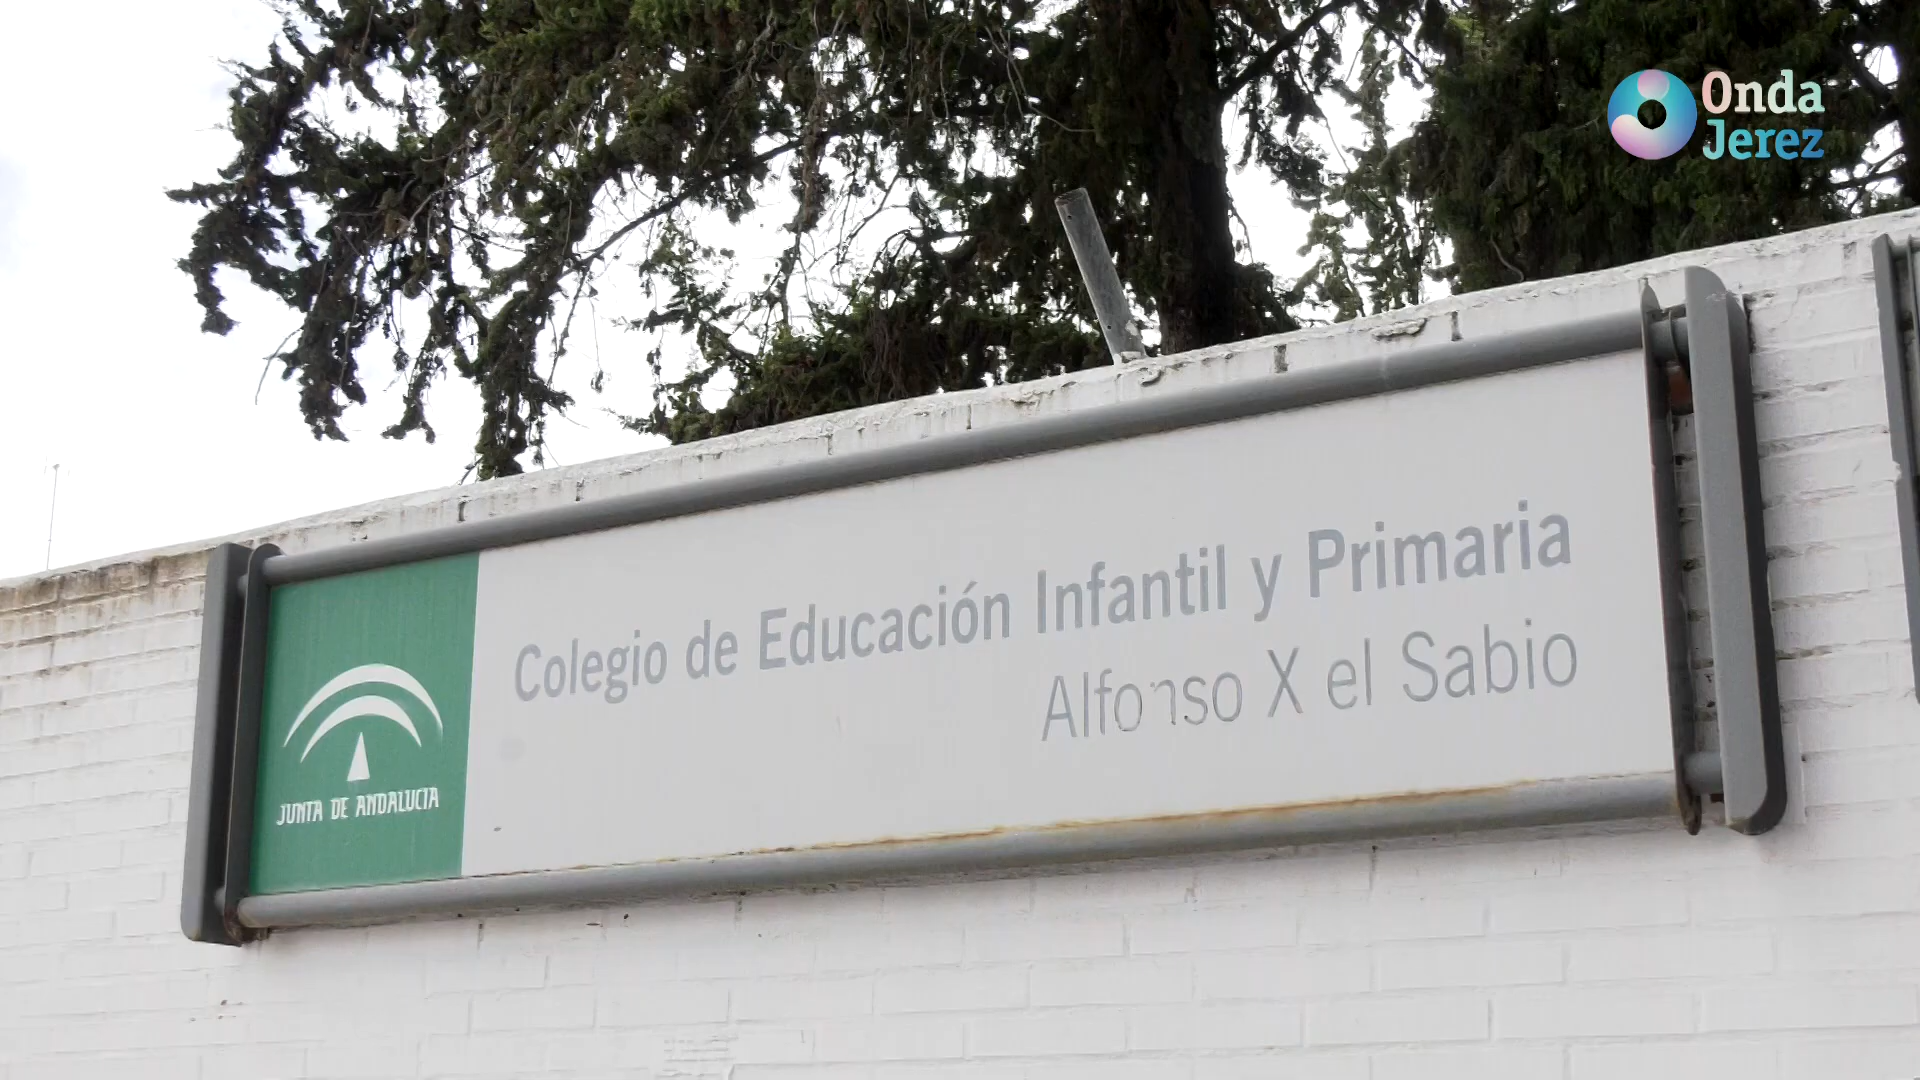 Onda
Jerez
Colegio de Educación Infantil y Primaria
Alfonso X el Sabio
JUNTA DE ANDALUCIA